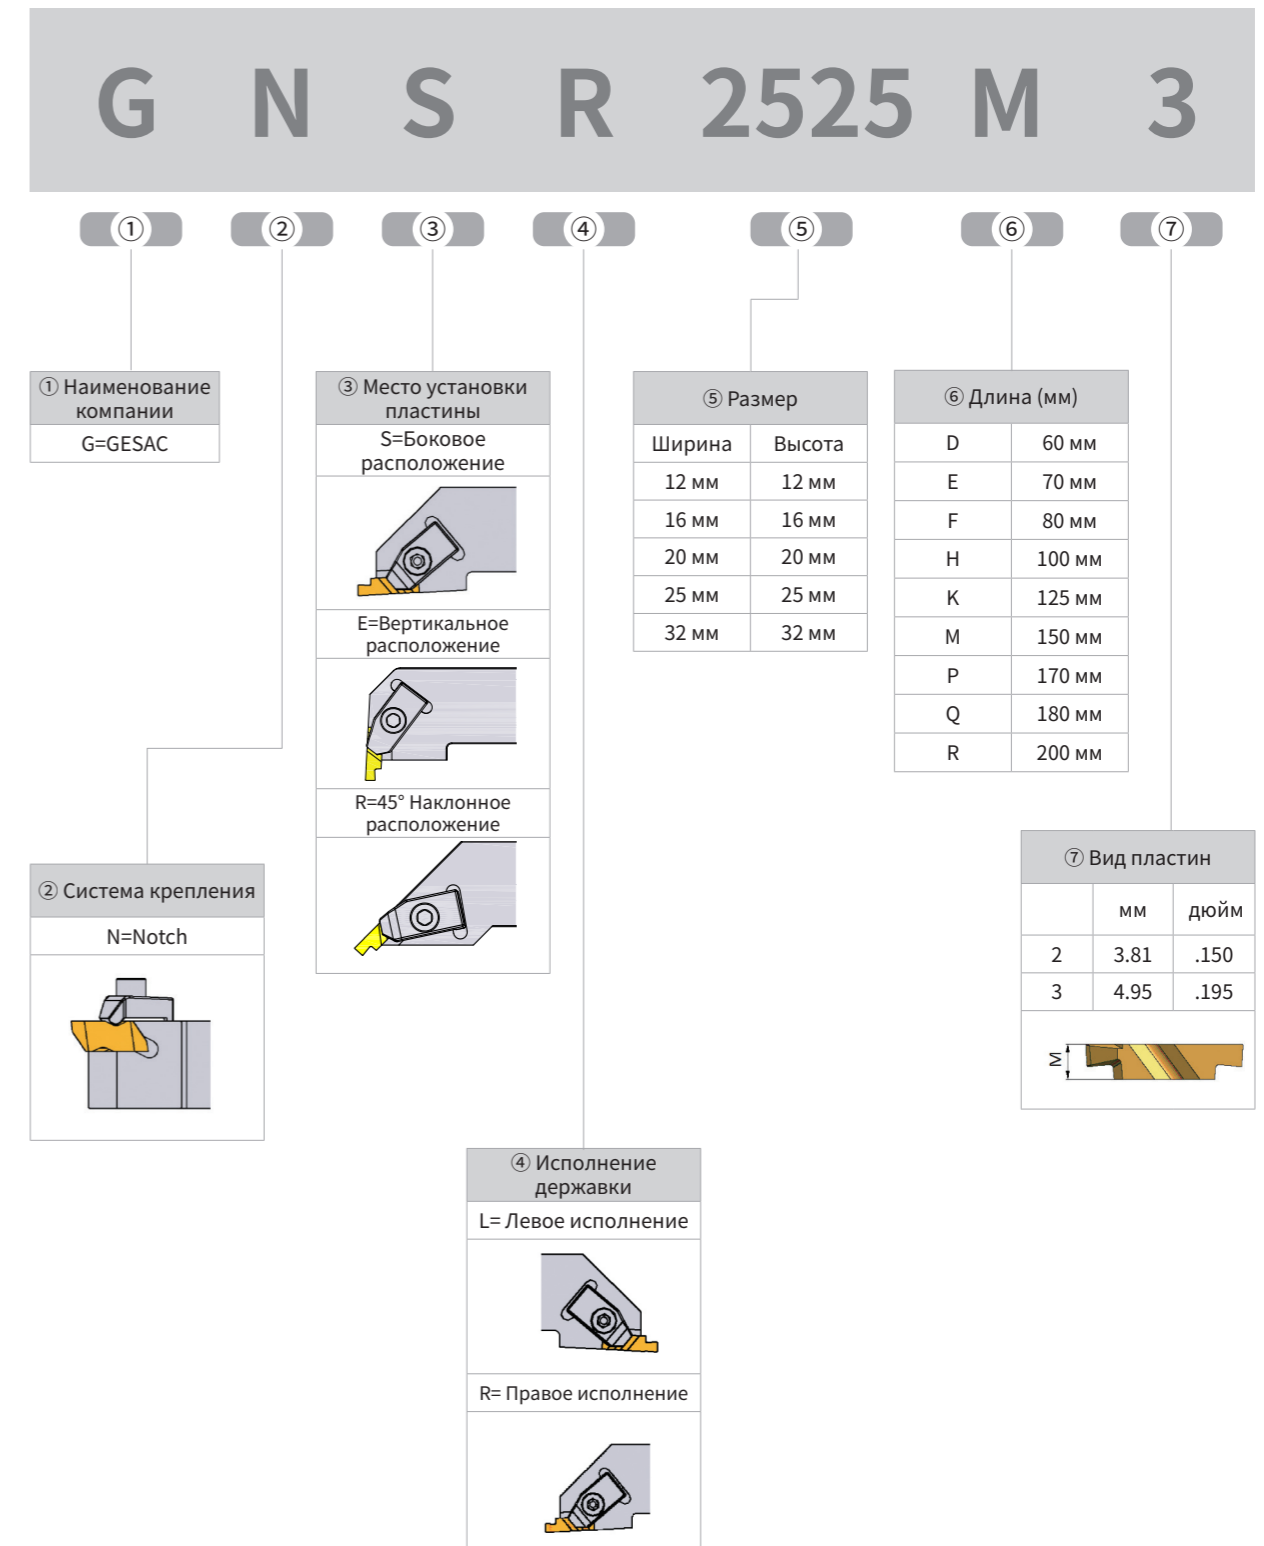 G N S R 2525 M 3
① ② ③ ④ ⑤ ⑥ ⑦
① Наименование
компании
G=GESAC
③ Место установки
пластины
S=Боковое
расположение
E=Вертикальное
расположение
R=45° Наклонное
расположение
⑤ Размер
Ширина Высота
12 мм 12 мм
16 мм 16 мм
20 мм 20 мм
25 мм 25 мм
32 мм 32 мм
⑥ Длина (мм)
D 60 мм
E 70 мм
F 80 мм
H 100 мм
K 125 мм
M 150 мм
P 170 мм
Q 180 мм
R 200 мм
② Система крепления
N=Notch
⑦ Вид пластин
мм дюйм
2 3.81 .150
3 4.95 .195
M
④ Исполнение
державки
L= Левое исполнение
R= Правое исполнение